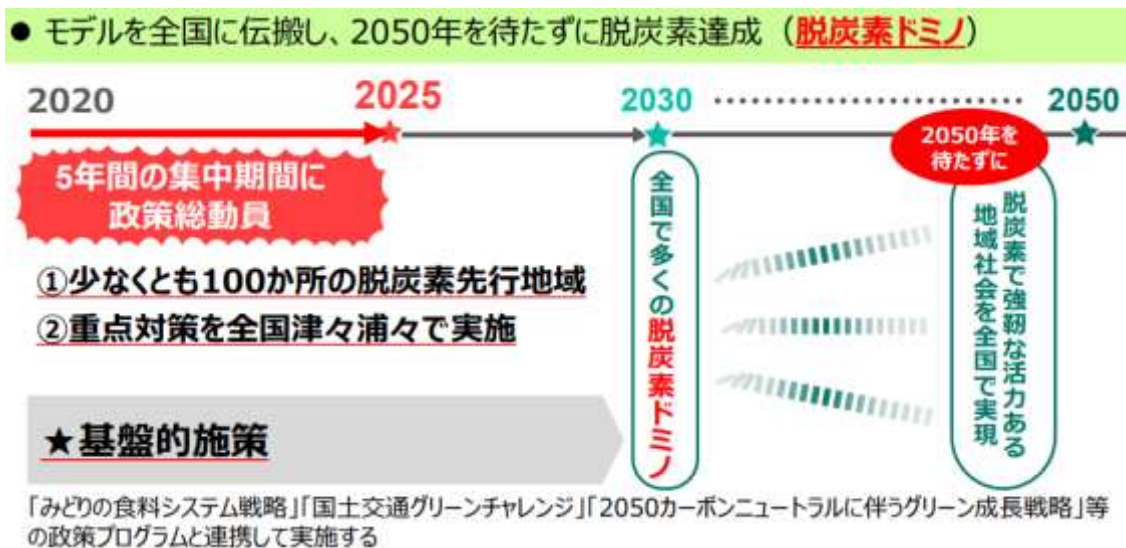 ● モデルを全国に伝搬し、2050年を待たずに脱炭素達成（脱炭素ドミノ）
2020
2025
2030
2050
5年間の集中期間に
政策総動員
①少なくとも100か所の脱炭素先行地域
②重点対策を全国津々浦々で実施
★基盤的施策
全国で多くの脱炭素ドミノ
2050年を
待たずに
脱炭素で強靭な活力ある
地域社会を全国で実現
「みどりの食料システム戦略」「国土交通グリーンチャレンジ」「2050カーボンニュートラルに伴うグリーン成長戦略」等
の政策プログラムと連携して実施する